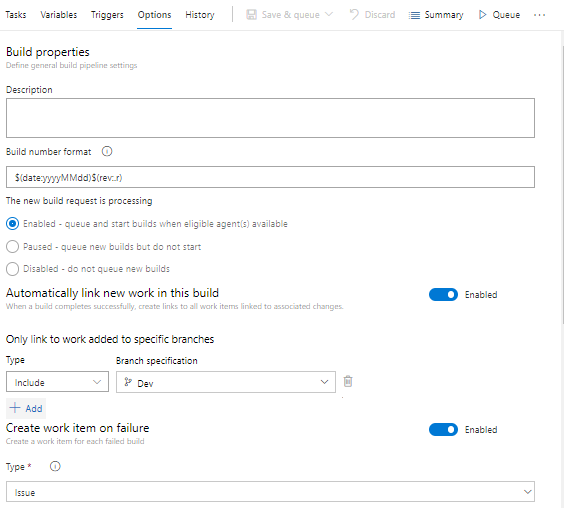 Tasks Variables Triggers Options History Save & queue Discard Summary Queue ...
Build properties
Define general build pipeline settings
Description
Build number format
$(date:yyyyMMdd)$(rev:.r)
The new build request is processing
Enabled - queue and start builds when eligible agent(s) available
Paused - queue new builds but do not start
Disabled - do not queue new builds
Automatically link new work in this build Enabled
When a build completes successfully, create links to all work items linked to associated changes.
Only link to work added to specific branches
Type Branch specification
Include Dev
+ Add
Create work item on failure Enabled
Create a work item for each failed build
Type *
Issue